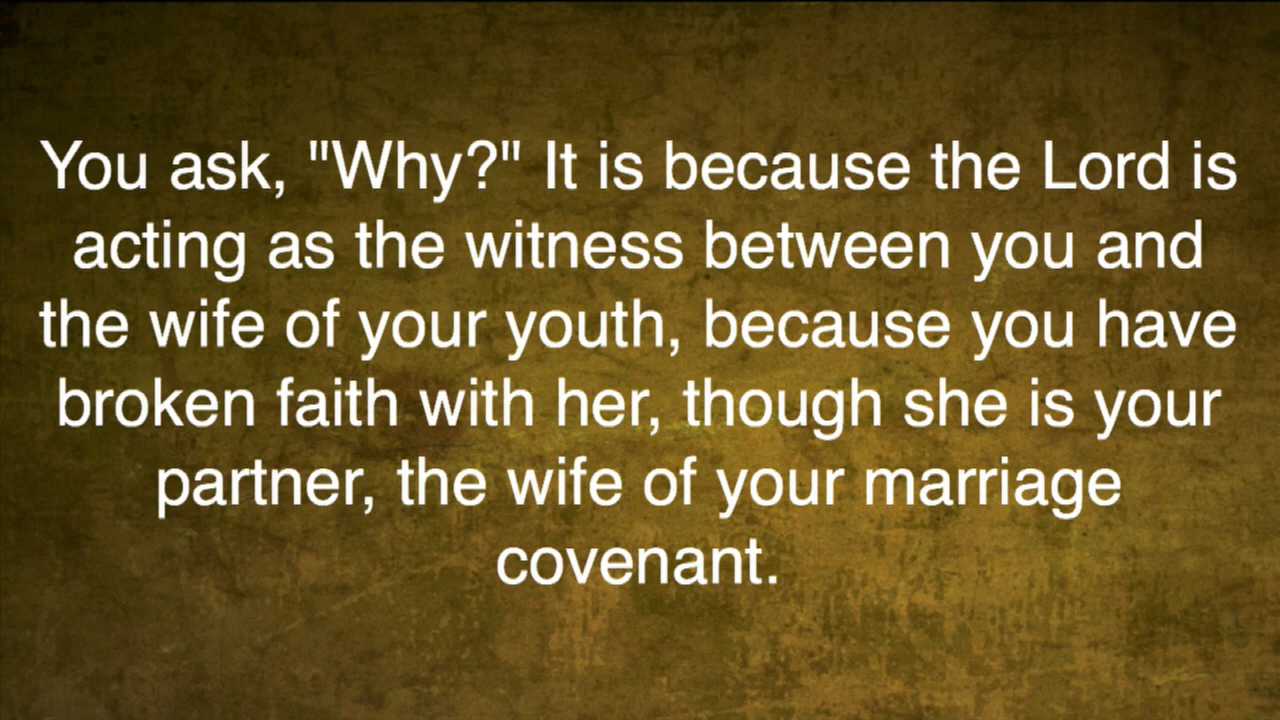 You ask, "Why?" It is because the Lord is
acting as the witness between you and
the wife of your youth, because you have
broken faith with her, though she is your
partner, the wife of your marriage
covenant.